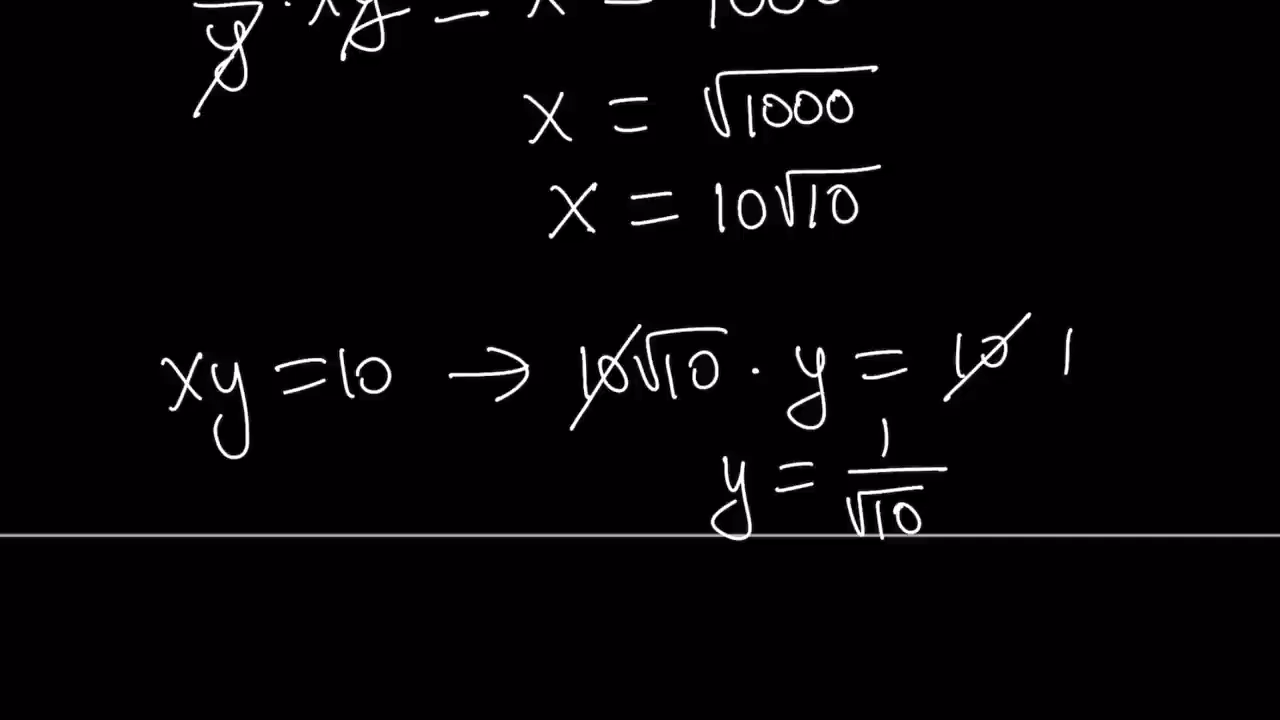 x = √1000
x = 10√10
xy = 10 → 10√10 · y = 10 1
y = 1/√10